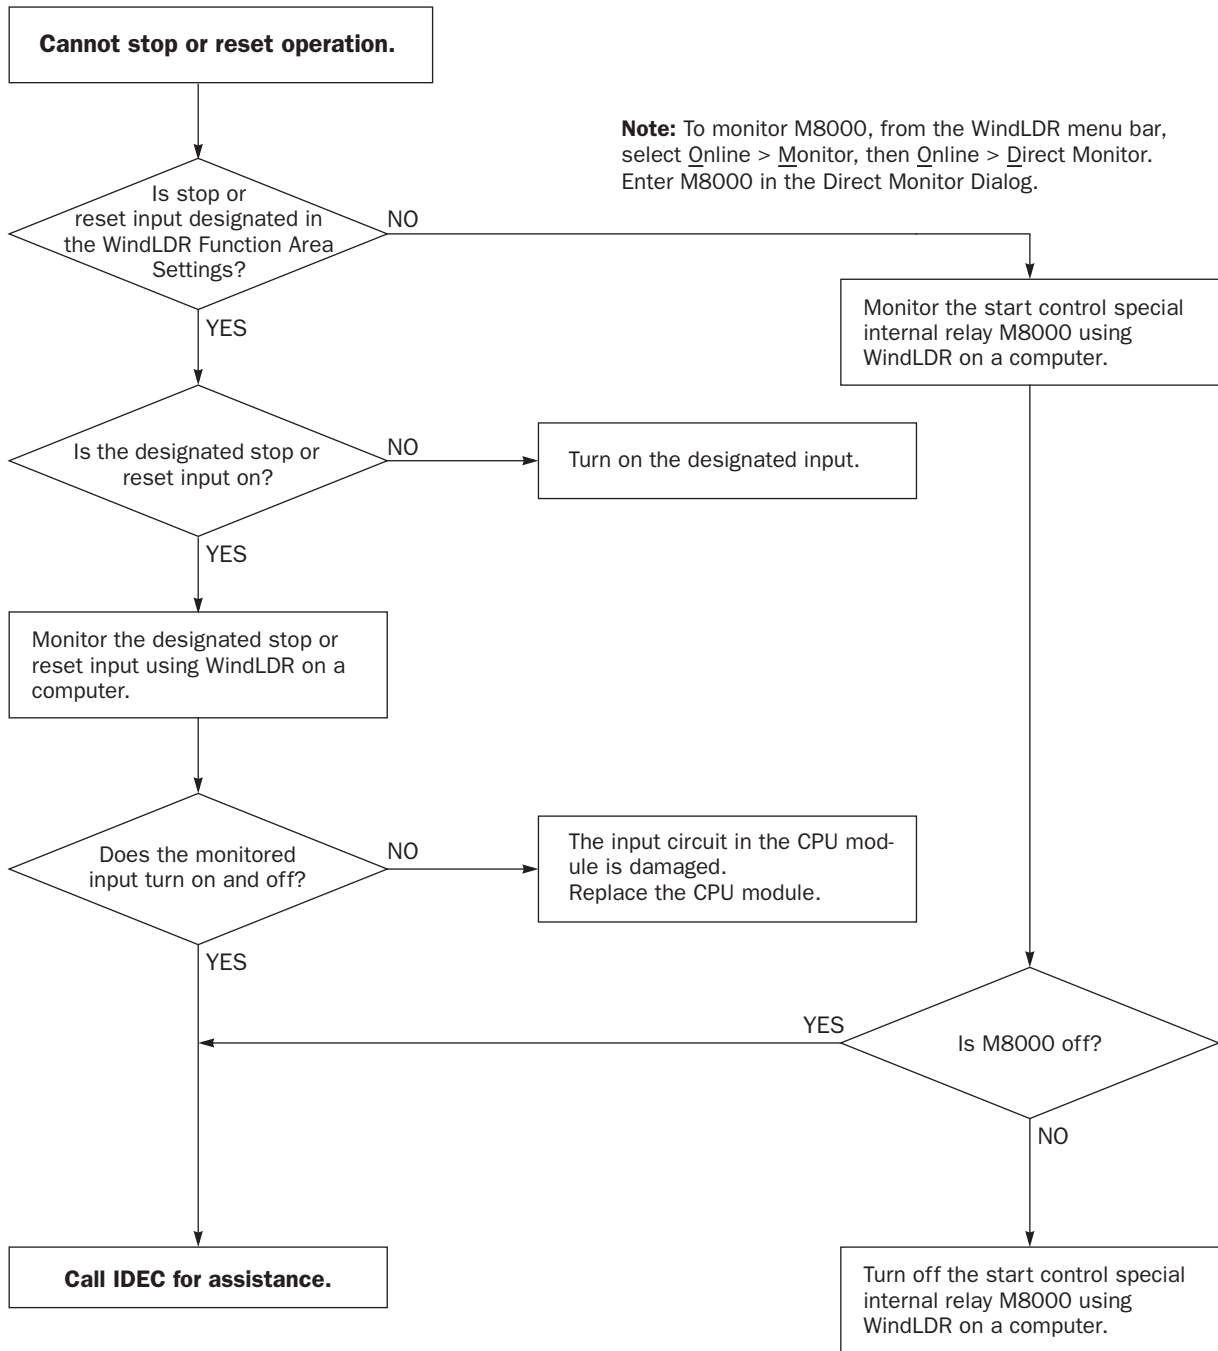 Cannot stop or reset operation.
Note: To monitor M8000, from the WindLDR menu bar,
select Online > Monitor, then Online > Direct Monitor.
Enter M8000 in the Direct Monitor Dialog.
Is stop or
reset input designated in
the WindLDR Function Area
Settings?
NO
YES
Monitor the start control special
internal relay M8000 using
WindLDR on a computer.
Is the designated stop or
reset input on?
NO
Turn on the designated input.
YES
Monitor the designated stop or
reset input using WindLDR on a
computer.
Does the monitored
input turn on and off?
NO
The input circuit in the CPU mod-
ule is damaged.
Replace the CPU module.
YES
YES
Is M8000 off?
NO
Call IDEC for assistance.
Turn off the start control special
internal relay M8000 using
WindLDR on a computer.